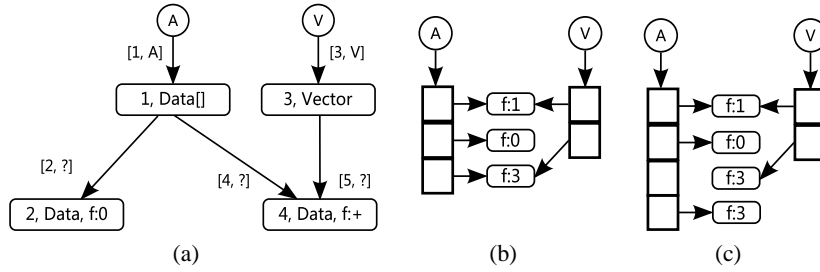 A
V
[1, A]
[3, V]
1, Data[]
3, Vector
[2, ?]
[4, ?]
[5, ?]
2, Data, f:0
4, Data, f:+
(a)
A
V
f:1
f:0
f:3
(b)
A
V
f:1
f:0
f:3
f:3
(c)